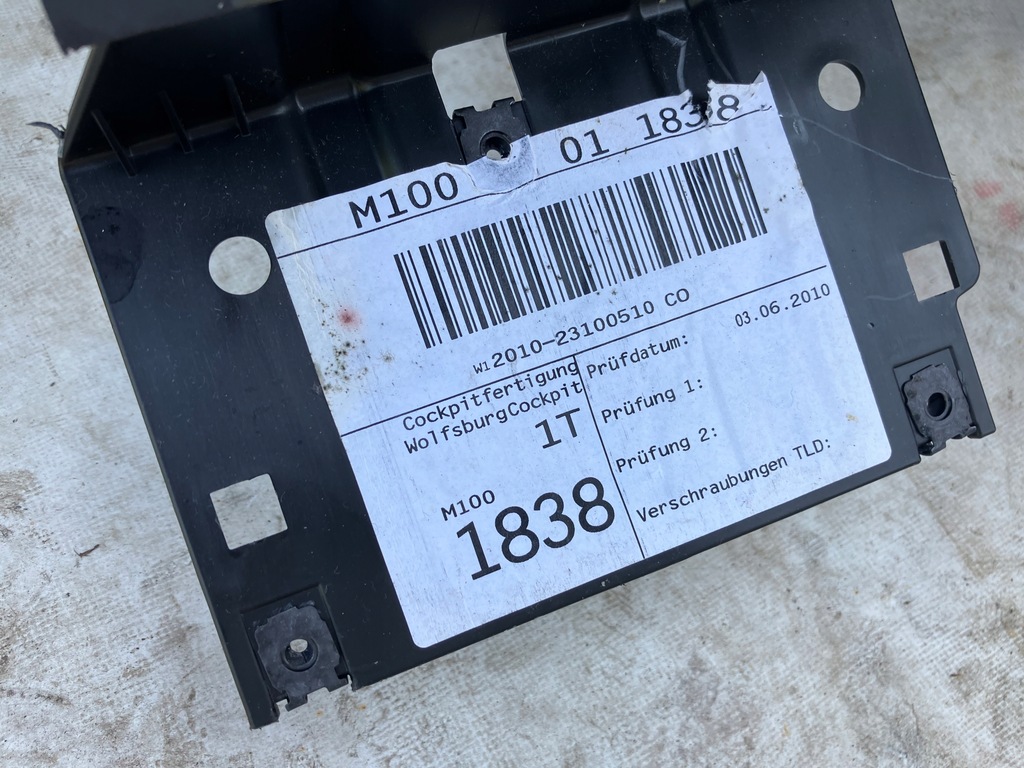 M100 01 1838
W12010-23100510 CO
Cockpitfertigung
WolfsburgCockpit
1T
M100
1838
Prüfdatum: 03.06.2010
Prüfung 1:
Prüfung 2:
Verschraubungen TLD: